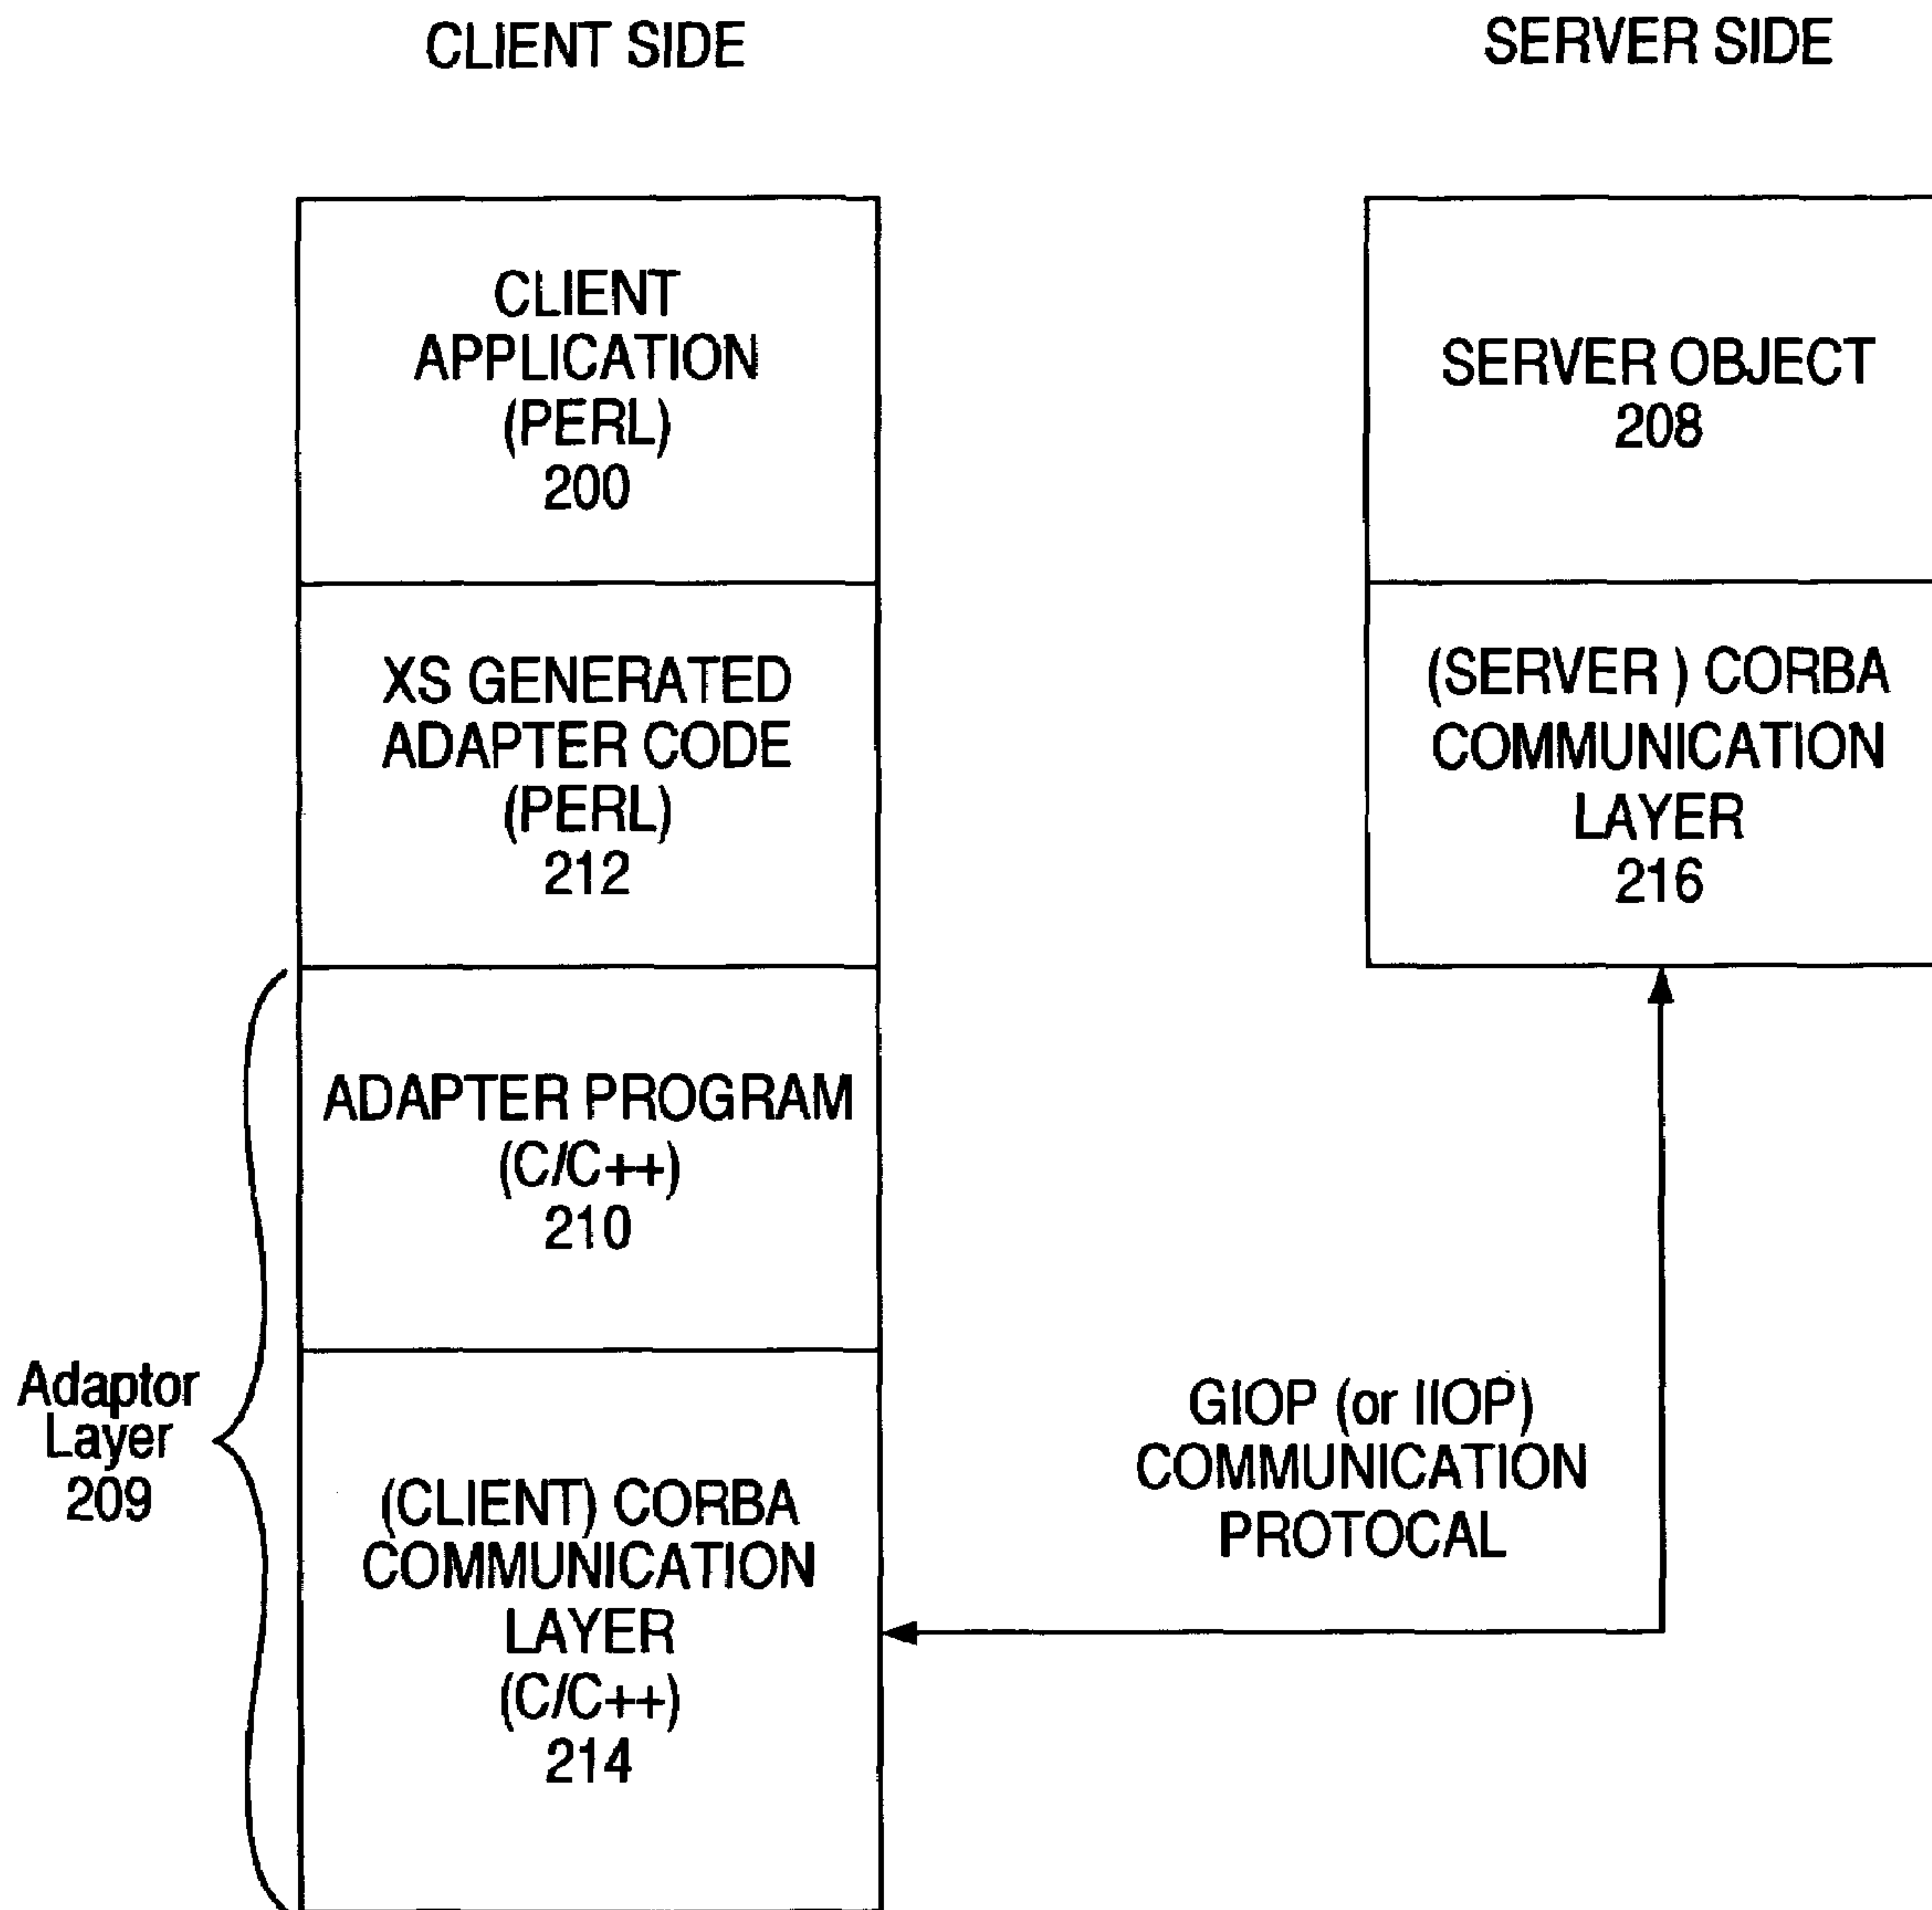 CLIENT SIDE
SERVER SIDE
CLIENT
APPLICATION
(PERL)
200
SERVER OBJECT
208
XS GENERATED
ADAPTER CODE
(PERL)
212
(SERVER ) CORBA
COMMUNICATION
LAYER
216
ADAPTER PROGRAM
(C/C++)
210
Adaptor
Layer
209
(CLIENT) CORBA
COMMUNICATION
LAYER
(C/C++)
214
GIOP (or IIOP)
COMMUNICATION
PROTOCAL